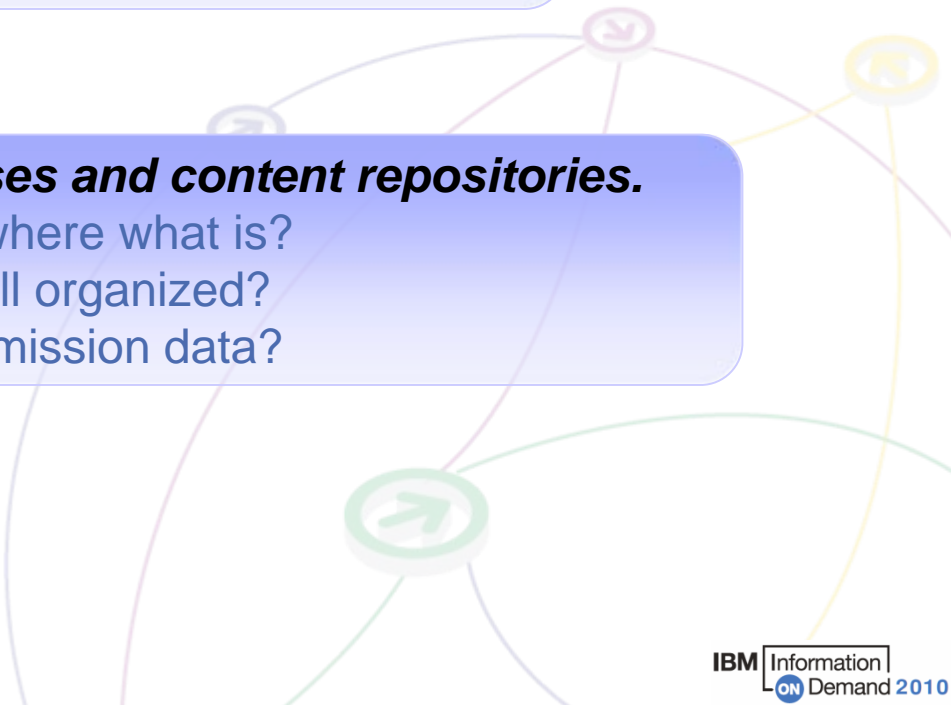 ses and content repositories.
where what is?
ll organized?
mission data?
IBM Information
ON Demand 2010